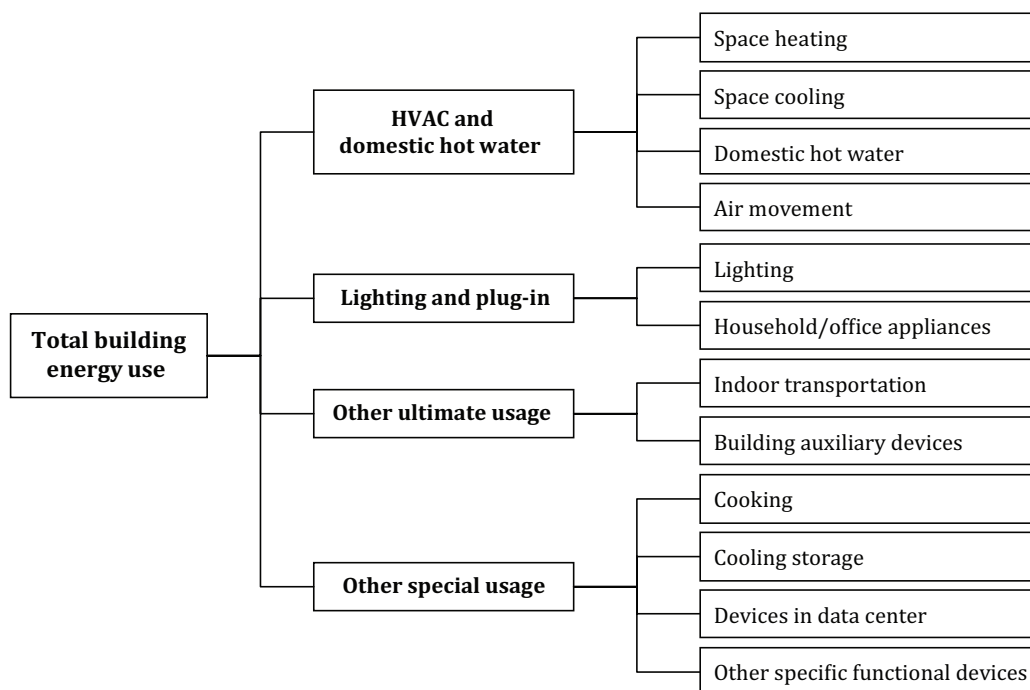 Total building
energy use
HVAC and
domestic hot water
Space heating
Space cooling
Domestic hot water
Air movement
Lighting and plug-in
Lighting
Household/office appliances
Other ultimate usage
Indoor transportation
Building auxiliary devices
Other special usage
Cooking
Cooling storage
Devices in data center
Other specific functional devices